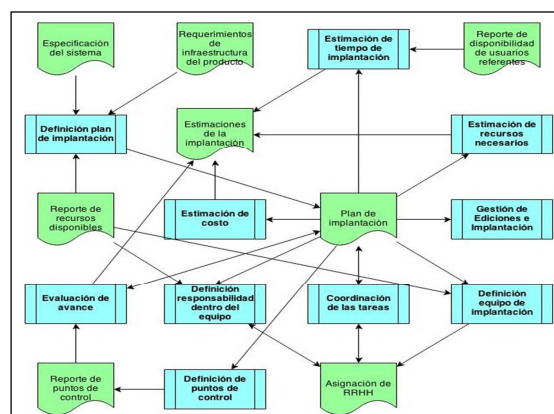 Especificación
del sistema
Requerimientos
de
infraestructura
del producto
Estimación de
tiempo de
implantación
Reporte de
disponibilidad
de usuarios
referentes
Definición plan
de implantación
Estimaciones
de la
implantación
Estimación de
recursos
necesarios
Reporte de
recursos
disponibles
Estimación de
costo
Plan de
implantación
Gestión de
Ediciones e
Implantación
Evaluación de
avance
Definición
responsabilidad
dentro del
equipo
Coordinación
de las tareas
Definición
equipo de
implantación
Reporte de
puntos de
control
Definición de
puntos de
control
Asignación de
RRHH